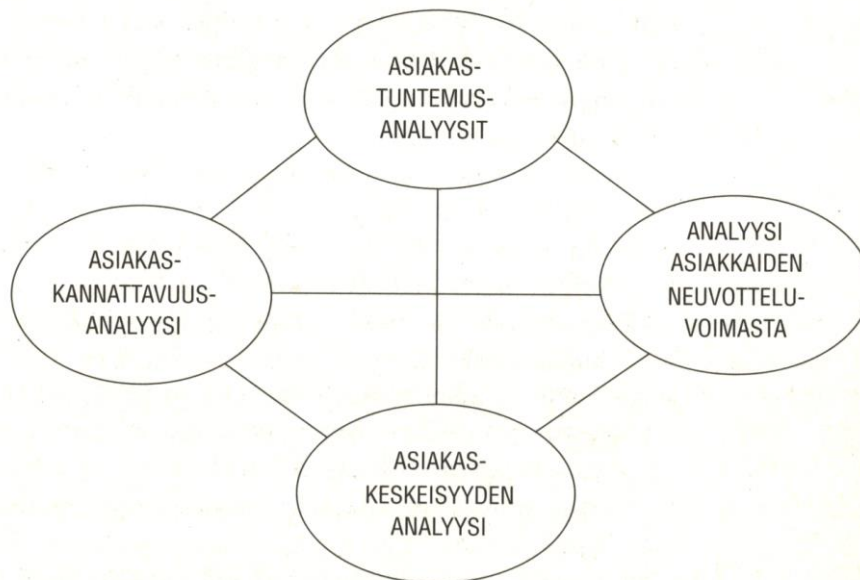 ASIAKAS-
TUNTEMUS-
ANALYYSIT
ASIAKAS-
KANNATTAVUUS-
ANALYYSI
ANALYYSI
ASIAKKAIDEN
NEUVOTTELU-
VOIMASTA
ASIAKAS-
KESKEISYYDEN
ANALYYSI